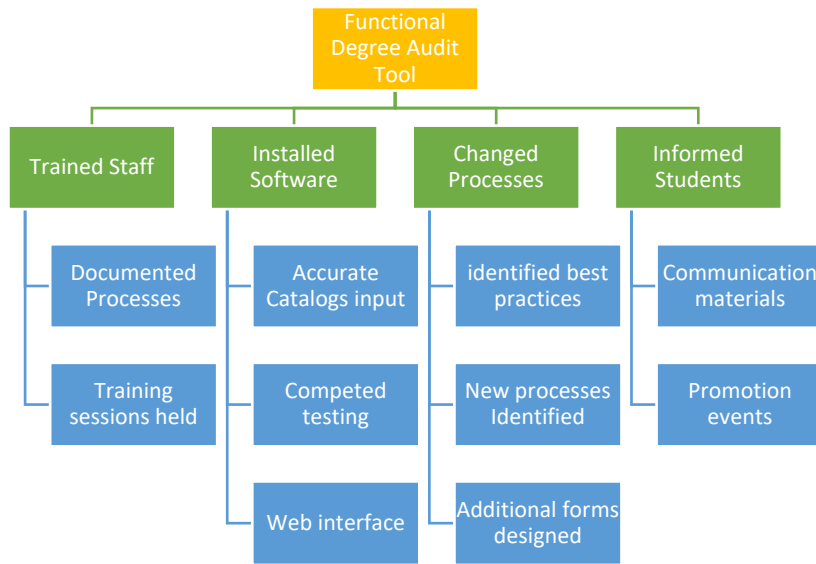 Functional
Degree Audit
Tool
Trained Staff
Installed
Software
Changed
Processes
Informed
Students
Documented
Processes
Training
sessions held
Accurate
Catalogs input
Competed
testing
Web interface
identified best
practices
New processes
Identified
Additional forms
designed
Communication
materials
Promotion
events